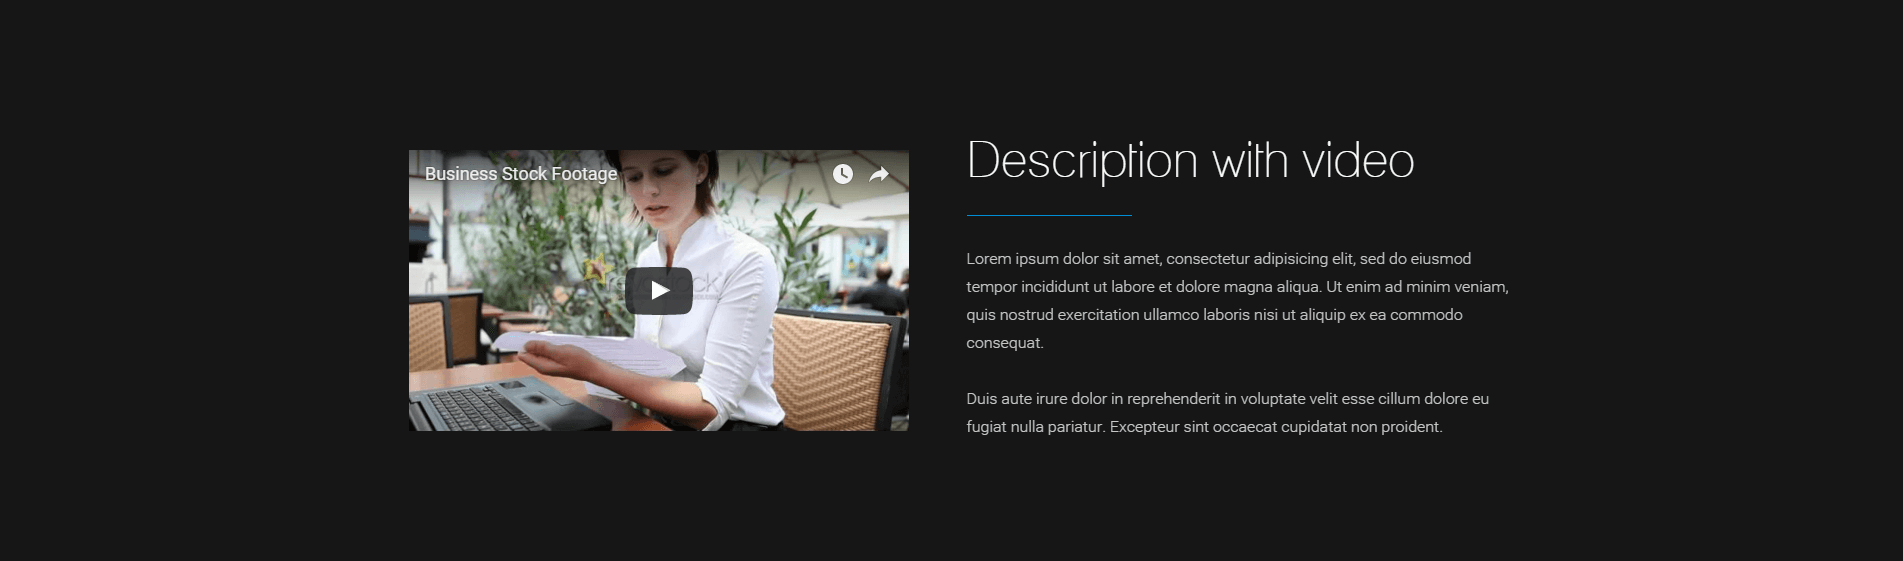 Business Stock Footage
Description with video
Lorem ipsum dolor sit amet, consectetur adipisicing elit, sed do eiusmod
tempor incididunt ut labore et dolore magna aliqua. Ut enim ad minim veniam,
quis nostrud exercitation ullamco laboris nisi ut aliquip ex ea commodo
consequat.
Duis aute irure dolor in reprehenderit in voluptate velit esse cillum dolore eu
fugiat nulla pariatur. Excepteur sint occaecat cupidatat non proident.